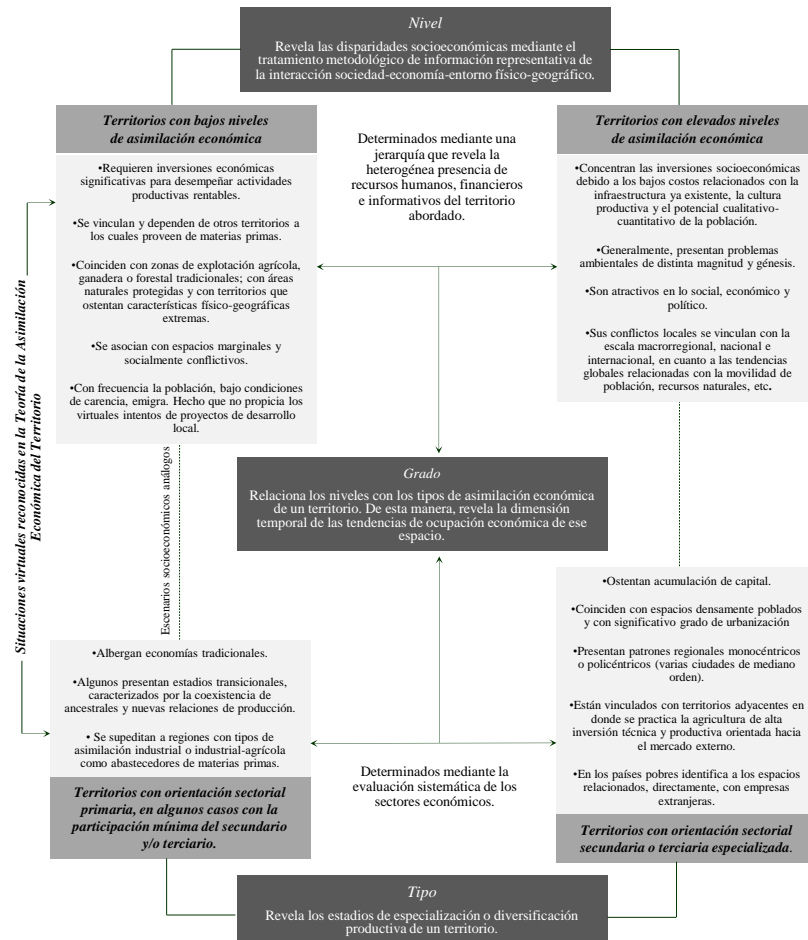 Nivel
Revela las disparidades socioeconómicas mediante el
tratamiento metodológico de información representativa de
la interacción sociedad-economía-entorno físico-geográfico.
Territorios con bajos niveles
de asimilación económica
•Requieren inversiones económicas
significativas para desempeñar actividades
productivas rentables.
•Se vinculan y dependen de otros territorios a
los cuales proveen de materias primas.
•Coinciden con zonas de explotación agrícola,
ganadera o forestal tradicionales; con áreas
naturales protegidas y con territorios que
ostentan características físico-geográficas
extremas.
•Se asocian con espacios marginales y
socialmente conflictivos.
•Con frecuencia la población, bajo condiciones
de carencia, emigra. Hecho que no propicia los
virtuales intentos de proyectos de desarrollo
local.
Determinados mediante una
jerarquía que revela la
heterogénea presencia de
recursos humanos, financieros
e informativos del territorio
abordado.
Territorios con elevados niveles
de asimilación económica
•Concentran las inversiones socioeconómicas
debido a los bajos costos relacionados con la
infraestructura ya existente, la cultura
productiva y el potencial cualitativo-
cuantitativo de la población.
•Generalmente, presentan problemas
ambientales de distinta magnitud y génesis.
•Son atractivos en lo social, económico y
político.
•Sus conflictos locales se vinculan con la
escala macrorregional, nacional e
internacional, en cuanto a las tendencias
globales relacionadas con la movilidad de
población, recursos naturales, etc.
Situaciones virtuales reconocidas en la Teoría de la Asimilación
Económica del Territorio
Escenarios socioeconómicos análogos
Grado
Relaciona los niveles con los tipos de asimilación económica
de un territorio. De esta manera, revela la dimensión
temporal de las tendencias de ocupación económica de ese
espacio.
•Albergan economías tradicionales.
•Algunos presentan estadios transicionales,
caracterizados por la coexistencia de
ancestrales y nuevas relaciones de producción.
• Se supeditan a regiones con tipos de
asimilación industrial o industrial-agrícola
como abastecedores de materias primas.
Territorios con orientación sectorial
primaria, en algunos casos con la
participación mínima del secundario
y/o terciario.
Determinados mediante la
evaluación sistemática de los
sectores económicos.
•Ostentan acumulación de capital.
•Coinciden con espacios densamente poblados
y con significativo grado de urbanización
•Presentan patrones regionales monocéntricos
o policéntricos (varias ciudades de mediano
orden).
•Están vinculados con territorios adyacentes en
donde se practica la agricultura de alta
inversión técnica y productiva orientada hacia
el mercado externo.
•En los países pobres identifica a los espacios
relacionados, directamente, con empresas
extranjeras.
Territorios con orientación sectorial
secundaria o terciaria especializada.
Tipo
Revela los estadios de especialización o diversificación
productiva de un territorio.